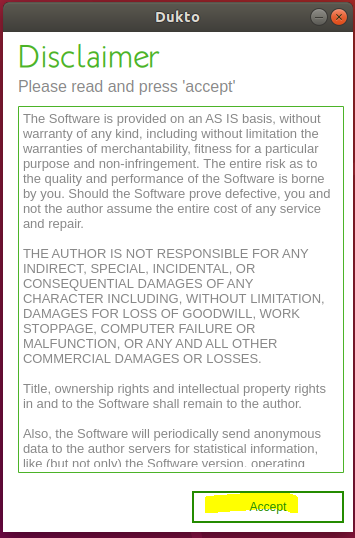 Dukto
Disclaimer
Please read and press 'accept'
The Software is provided on an AS IS basis, without
warranty of any kind, including without limitation the
warranties of merchantability, fitness for a particular
purpose and non-infringement. The entire risk as to
the quality and performance of the Software is borne
by you. Should the Software prove defective, you and
not the author assume the entire cost of any service
and repair.
THE AUTHOR IS NOT RESPONSIBLE FOR ANY
INDIRECT, SPECIAL, INCIDENTAL, OR
CONSEQUENTIAL DAMAGES OF ANY
CHARACTER INCLUDING, WITHOUT LIMITATION,
DAMAGES FOR LOSS OF GOODWILL, WORK
STOPPAGE, COMPUTER FAILURE OR
MALFUNCTION, OR ANY AND ALL OTHER
COMMERCIAL DAMAGES OR LOSSES.
Title, ownership rights and intellectual property rights
in and to the Software shall remain to the author.
Also, the Software will periodically send anonymous
data to the author servers for statistical information,
like (but not only) the Software version, operating
Accept